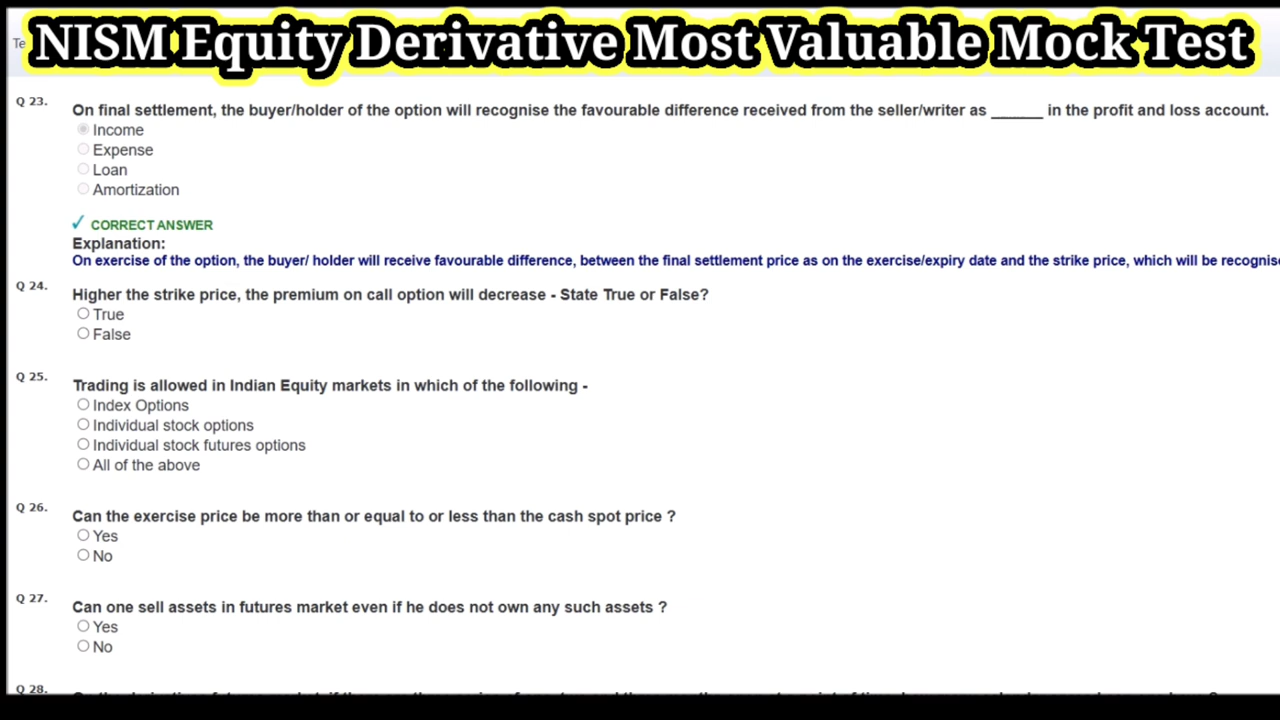 Te
NISM Equity Derivative Most Valuable Mock Test
Q 23.
On final settlement, the buyer/holder of the option will recognise the favourable difference received from the seller/writer as ______ in the profit and loss account.
Income
Expense
Loan
Amortization
✓ CORRECT ANSWER
Explanation:
On exercise of the option, the buyer/ holder will receive favourable difference, between the final settlement price as on the exercise/expiry date and the strike price, which will be recognise
Q 24.
Higher the strike price, the premium on call option will decrease - State True or False?
True
False
Q 25.
Trading is allowed in Indian Equity markets in which of the following -
Index Options
Individual stock options
Individual stock futures options
All of the above
Q 26.
Can the exercise price be more than or equal to or less than the cash spot price ?
Yes
No
Q 27.
Can one sell assets in futures market even if he does not own any such assets ?
Yes
No
Q 28.